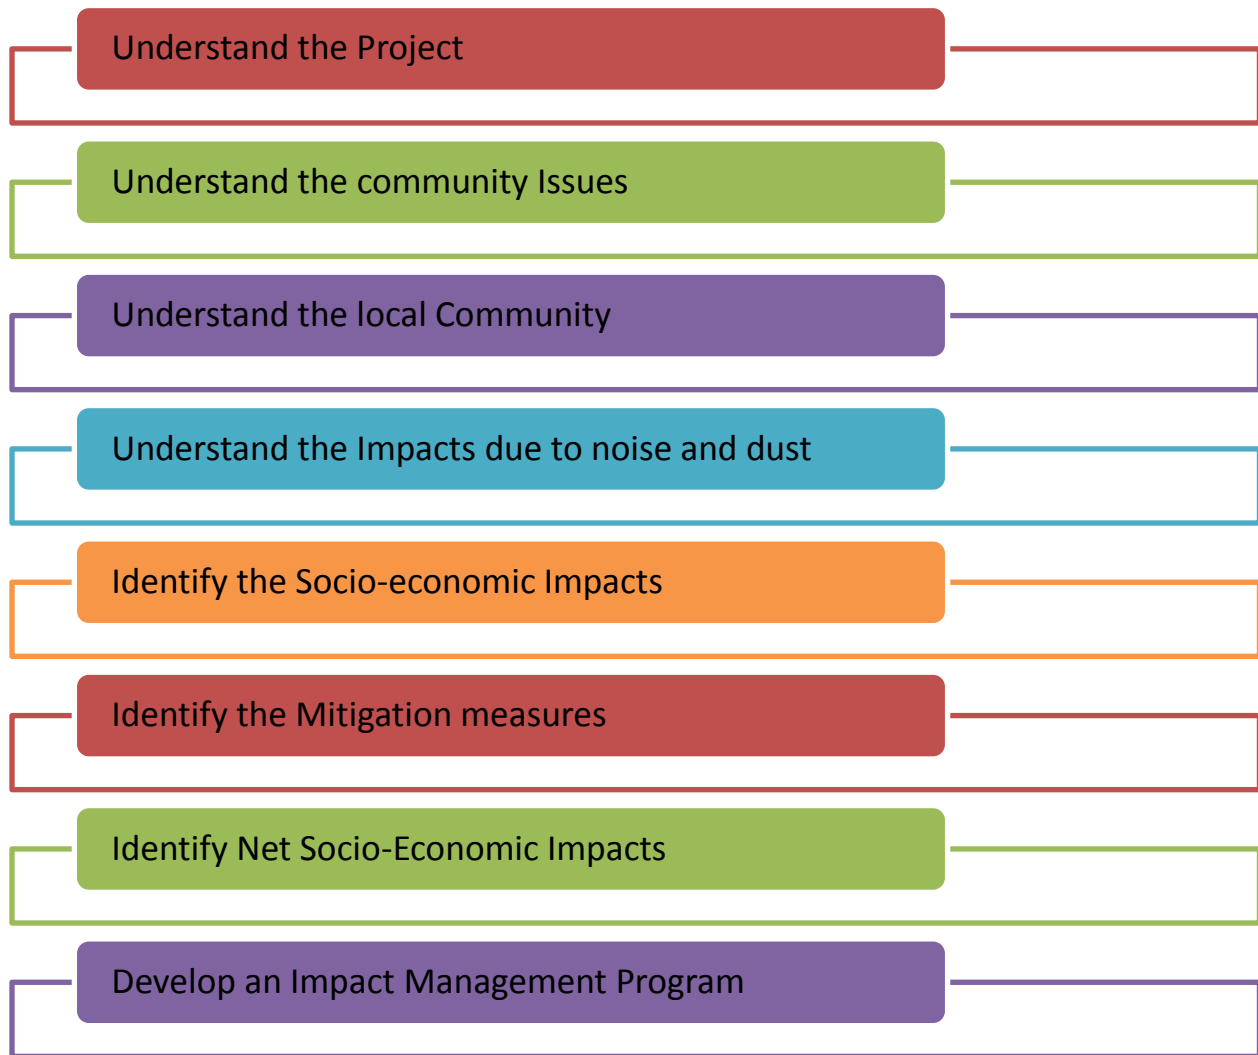 Understand the Project
Understand the community Issues
Understand the local Community
Understand the Impacts due to noise and dust
Identify the Socio-economic Impacts
Identify the Mitigation measures
Identify Net Socio-Economic Impacts
Develop an Impact Management Program